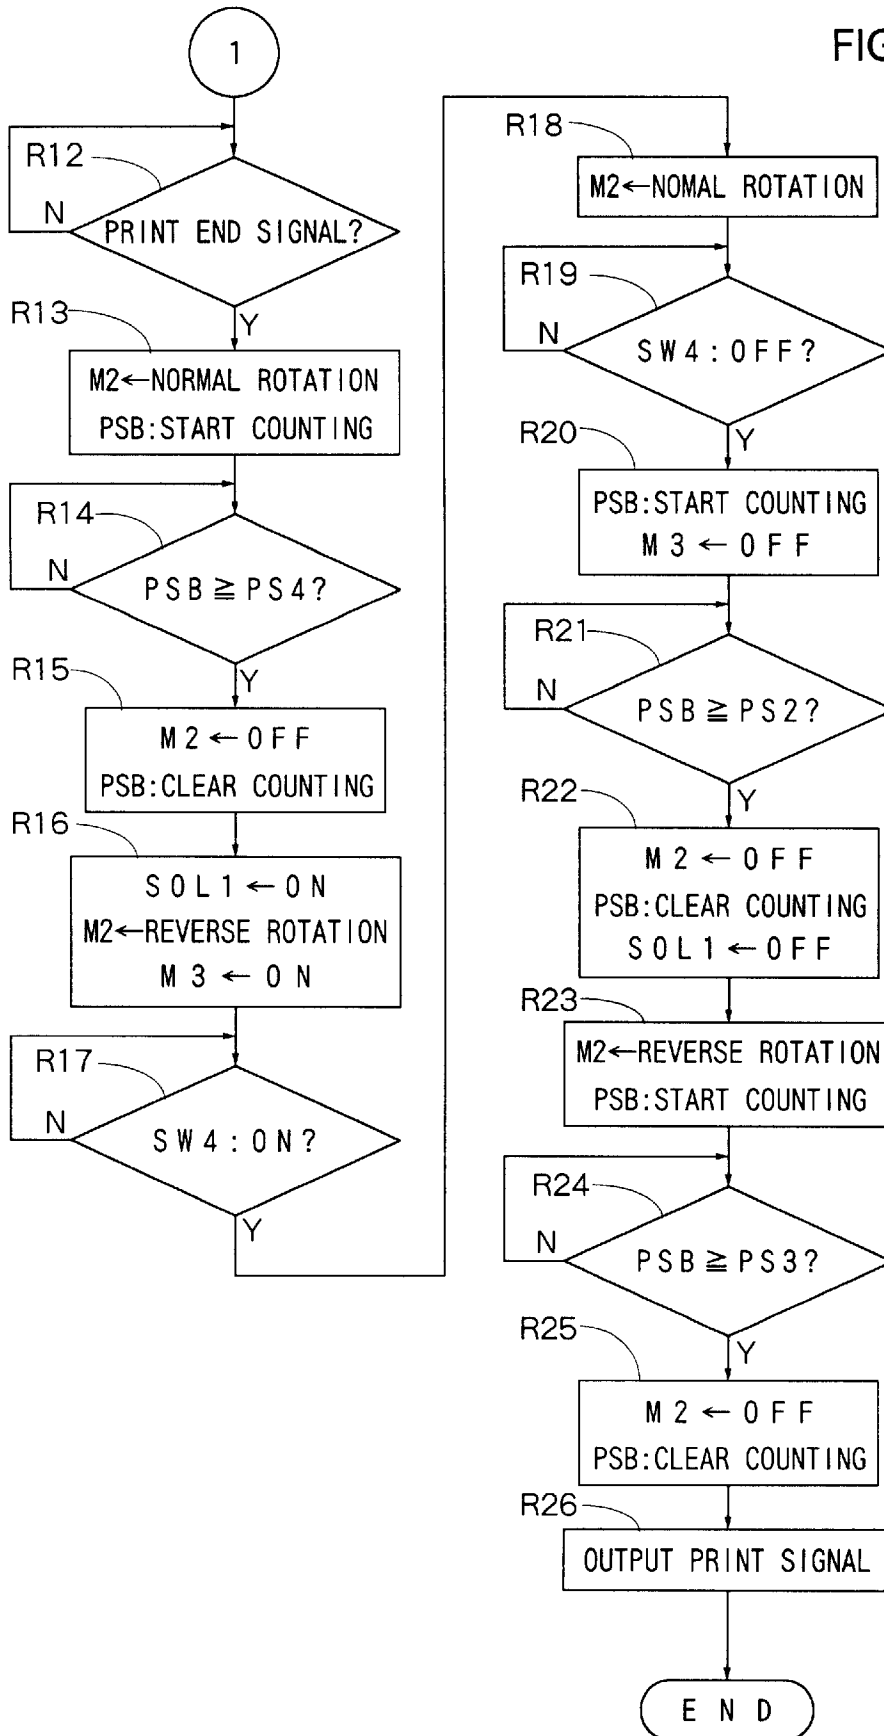 1
R12
PRINT END SIGNAL?
N
Y
R13
M2←NORMAL ROTATION
PSB:START COUNTING
R14
PSB≧PS4?
N
Y
R15
M2←OFF
PSB:CLEAR COUNTING
R16
SOL1←ON
M2←REVERSE ROTATION
M3←ON
R17
SW4:ON?
N
Y
FIG
R18
M2←NOMAL ROTATION
R19
SW4:OFF?
N
Y
R20
PSB:START COUNTING
M3←OFF
R21
PSB≧PS2?
N
Y
R22
M2←OFF
PSB:CLEAR COUNTING
SOL1←OFF
R23
M2←REVERSE ROTATION
PSB:START COUNTING
R24
PSB≧PS3?
N
Y
R25
M2←OFF
PSB:CLEAR COUNTING
R26
OUTPUT PRINT SIGNAL
END